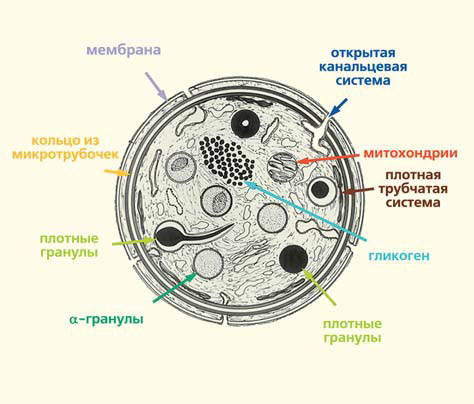 мембрана
открытая
канальцевая
система
кольцо из
микротрубочек
митохондрии
плотная
трубчатая
система
плотные
гранулы
гликоген
α-гранулы
плотные
гранулы